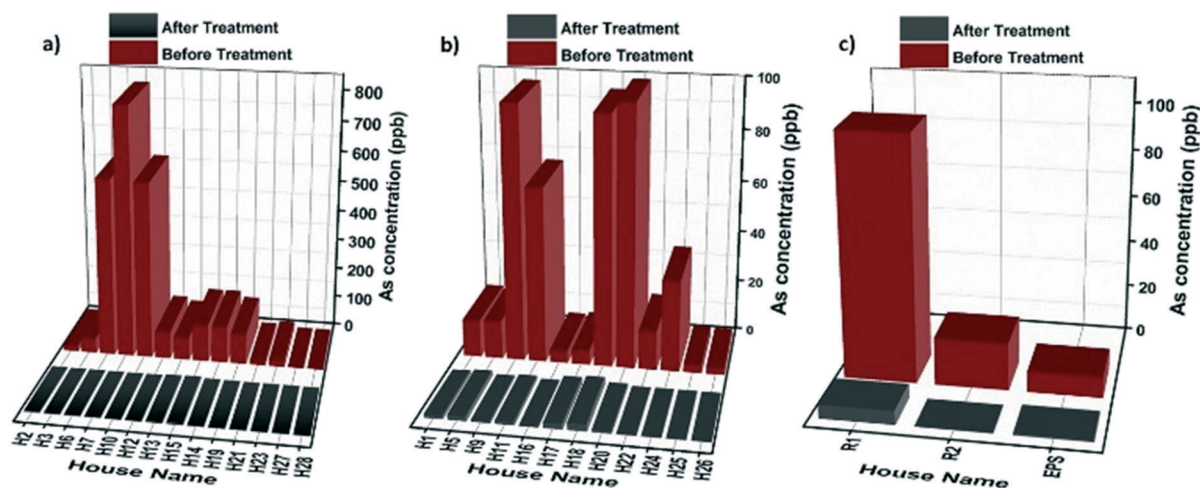 a)
After Treatment
Before Treatment
800
700
600
500
400
300
200
100
0
As concentration (ppb)
H2
H3
H6
H7
H10
H12
H13
H15
H14
H19
H21
H23
H27
H28
House Name
b)
After Treatment
Before Treatment
100
80
60
40
20
0
As concentration (ppb)
H1
H5
H9
H11
H16
H17
H18
H20
H22
H24
H25
H26
House Name
c)
After Treatment
Before Treatment
100
80
60
40
20
0
As concentration (ppb)
R1
R2
EPS
House Name